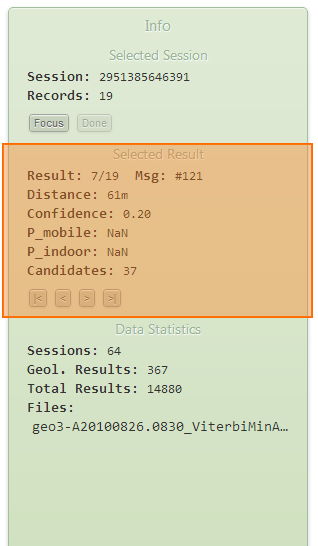 Info
Selected Session
Session: 2951385646391
Records: 19
Focus Done
Selected Result
Result: 7/19 Msg: #121
Distance: 61m
Confidence: 0.20
P_mobile: NaN
P_indoor: NaN
Candidates: 37
|< < > >|
Data Statistics
Sessions: 64
Geol. Results: 367
Total Results: 14880
Files:
geo3-A20100826.0830_ViterbiMinA…